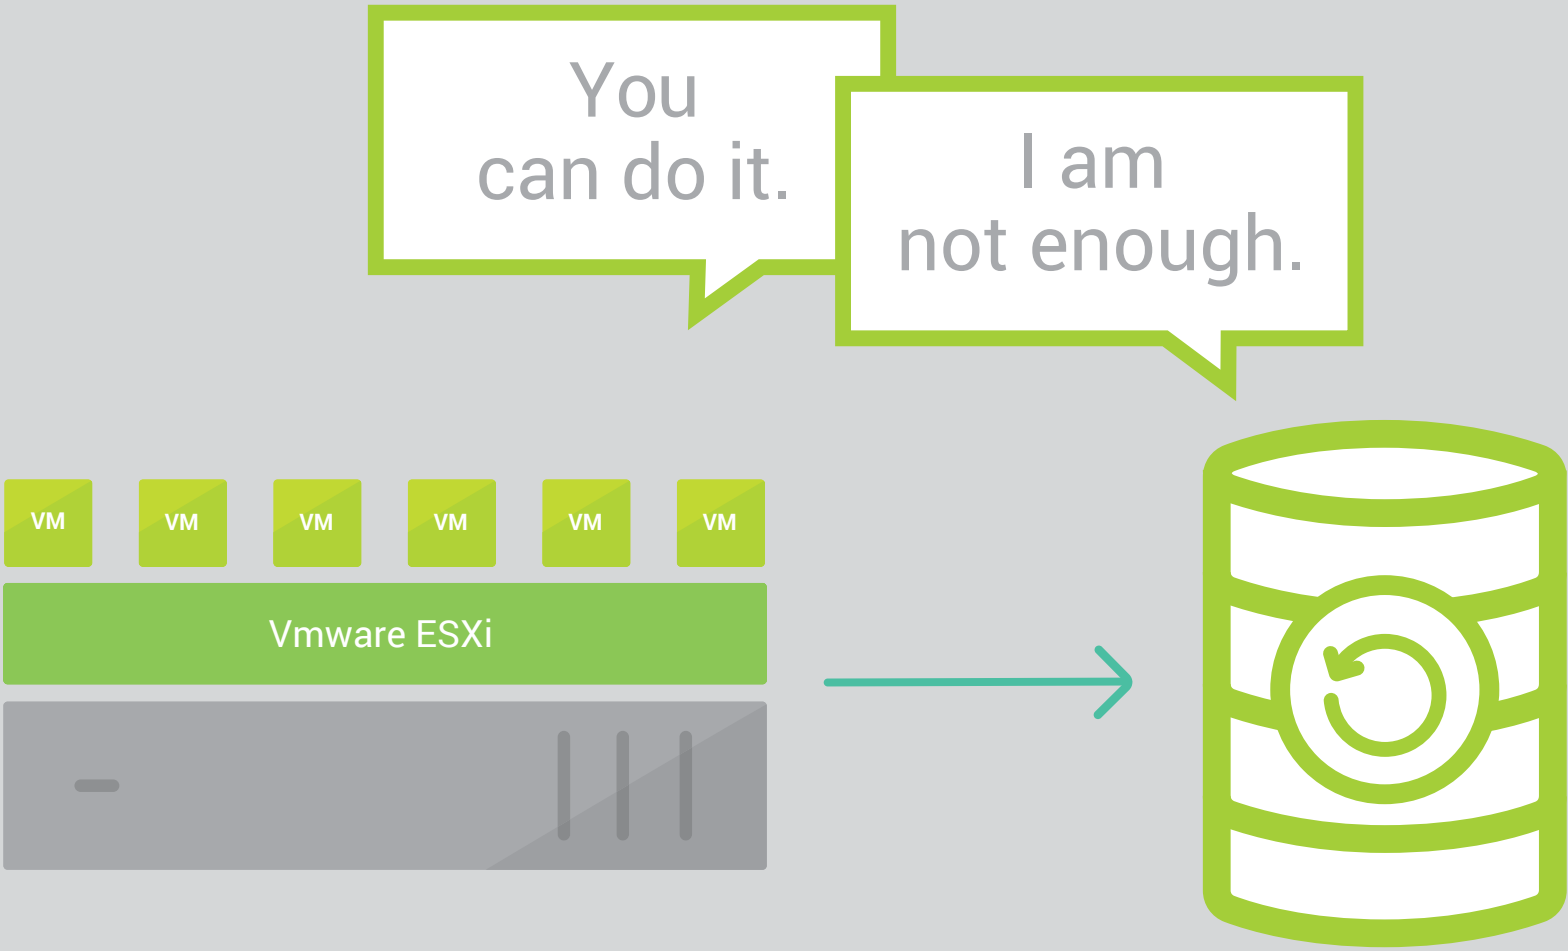 You
can do it.
I am
not enough.
VM
VM
VM
VM
VM
VM
Vmware ESXi